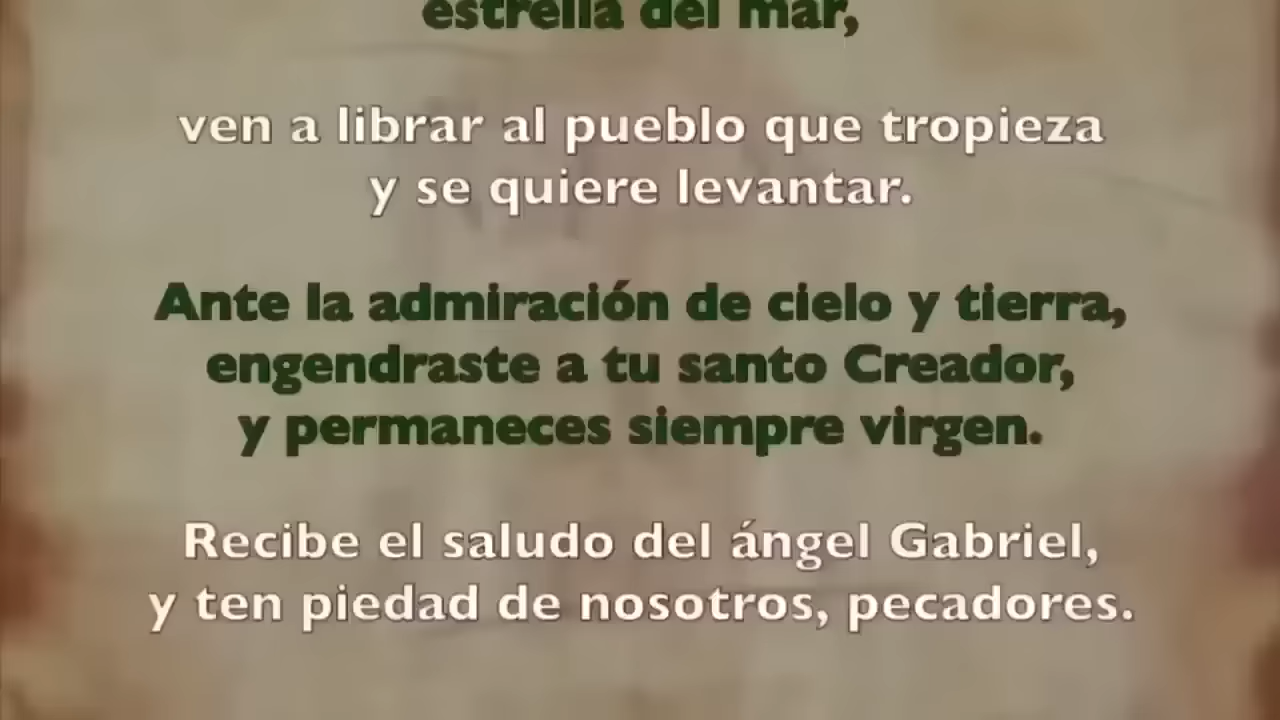 estrella del mar,
ven a librar al pueblo que tropieza
y se quiere levantar.
Ante la admiración de cielo y tierra,
engendraste a tu santo Creador,
y permaneces siempre virgen.
Recibe el saludo del ángel Gabriel,
y ten piedad de nosotros, pecadores.